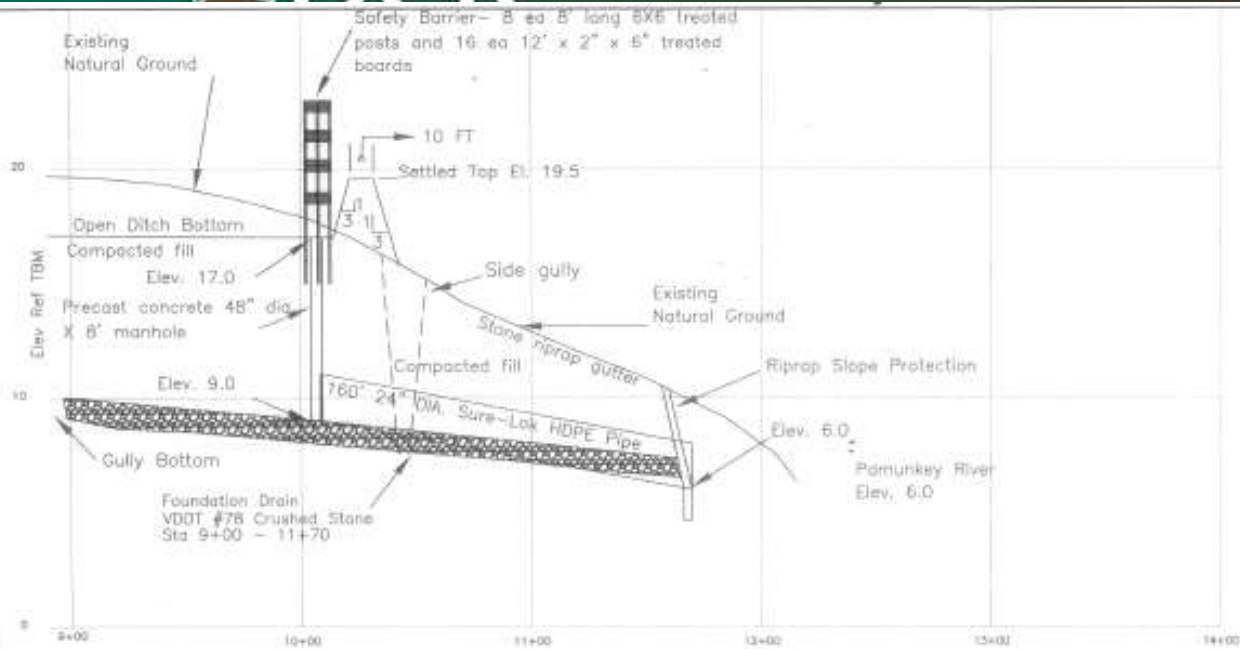 Safety Barrier- 8 ea 8' long 6X6 treated
posts and 16 ea 12' x 2" x 6" treated
boards
Existing
Natural Ground
10 FT
20
Settled Top El. 19.5
1
3
1
3
Open Ditch Bottom
Compacted fill
Elev. 17.0
Side gully
Elev Ref TBM
Precast concrete 48" dia
X 8' manhole
Existing
Natural Ground
Stone riprap gutter
Compacted fill
Riprap Slope Protection
Elev. 9.0
10
160' 24" DIA. Sure-Lok HDPE Pipe
Elev. 6.0
Gully Bottom
Pamunkey River
Elev. 6.0
Foundation Drain
VDOT #78 Crushed Stone
Sta 9+00 - 11+70
0
9+00
10+00
11+00
12+00
13+00
14+00